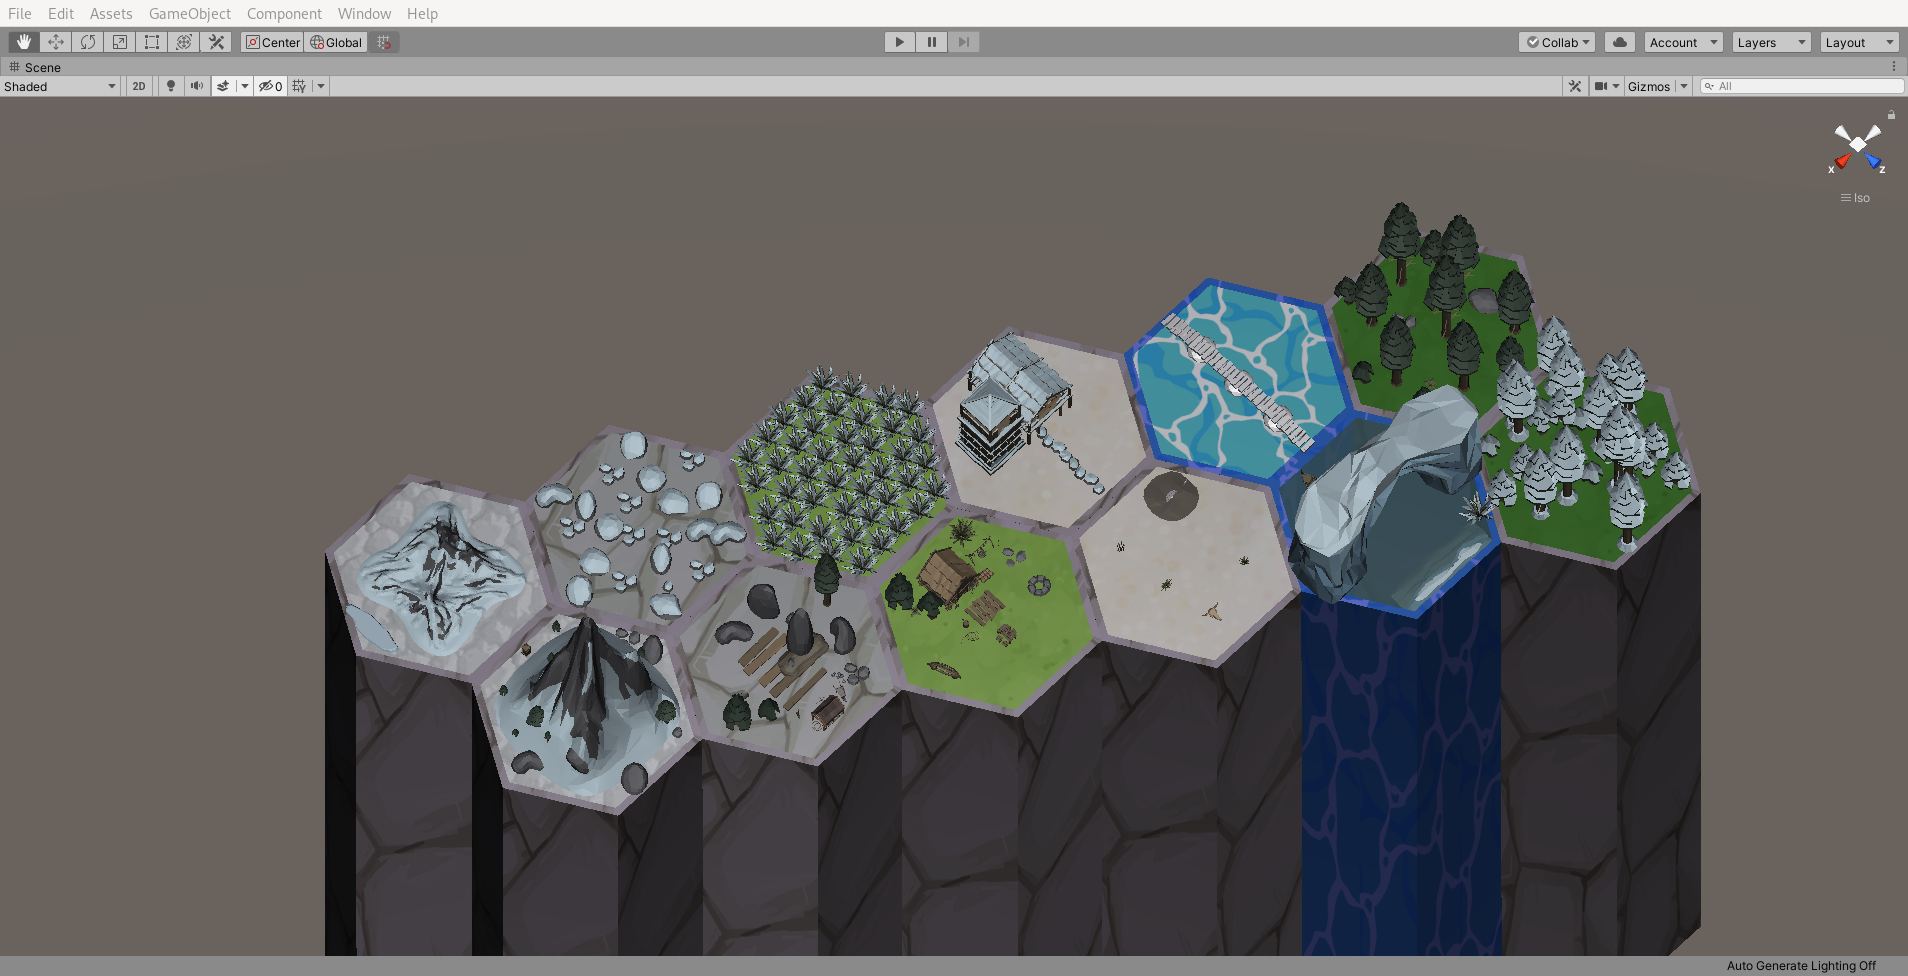 File Edit Assets GameObject Component Window Help
Center Global Collab Account Layers Layout
Scene
Shaded 2D 0 Gizmos All
x z
Iso
Auto Generate Lighting Off